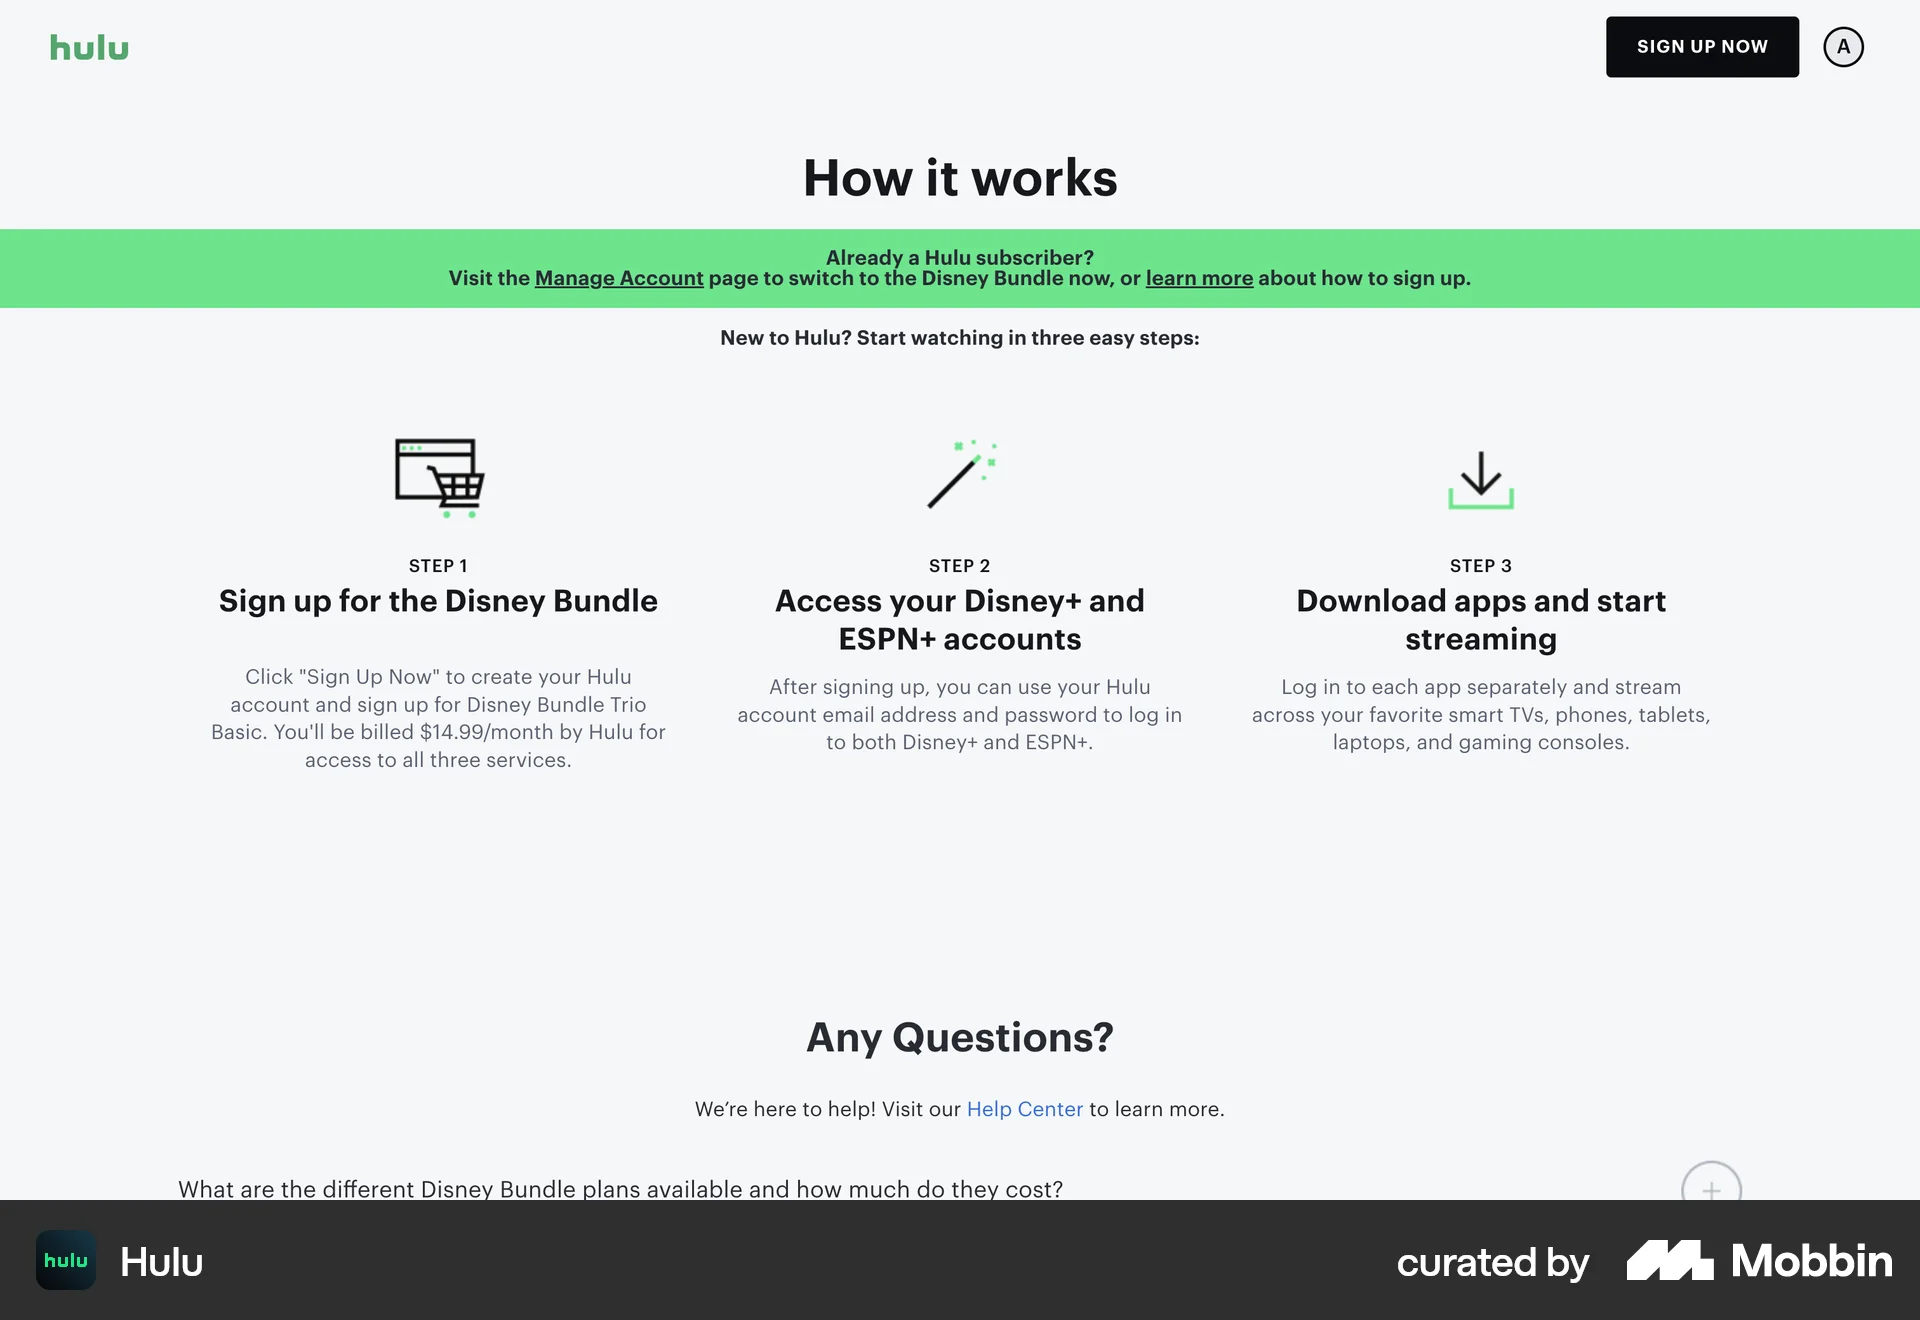 hulu
SIGN UP NOW
A
How it works
Already a Hulu subscriber?
Visit the Manage Account page to switch to the Disney Bundle now, or learn more about how to sign up.
New to Hulu? Start watching in three easy steps:
STEP 1
Sign up for the Disney Bundle
Click "Sign Up Now" to create your Hulu
account and sign up for Disney Bundle Trio
Basic. You'll be billed $14.99/month by Hulu for
access to all three services.
STEP 2
Access your Disney+ and
ESPN+ accounts
After signing up, you can use your Hulu
account email address and password to log in
to both Disney+ and ESPN+.
STEP 3
Download apps and start
streaming
Log in to each app separately and stream
across your favorite smart TVs, phones, tablets,
laptops, and gaming consoles.
Any Questions?
We’re here to help! Visit our Help Center to learn more.
What are the different Disney Bundle plans available and how much do they cost?
hulu
Hulu
curated by
Mobbin